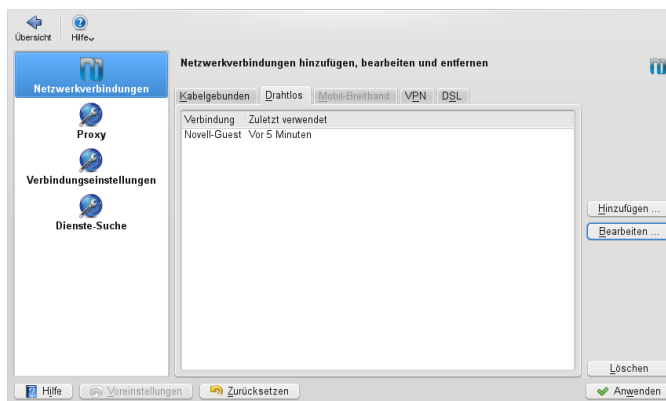 Übersicht Hilfe
Netzwerkverbindungen
Proxy
Verbindungseinstellungen
Dienste-Suche
Netzwerkverbindungen hinzufügen, bearbeiten und entfernen
Kabelgebunden Drahtlos Mobil-Breitband VPN DSL
Verbindung Zuletzt verwendet
Novell-Guest Vor 5 Minuten
Hinzufügen ...
Bearbeiten ...
Löschen
Hilfe Voreinstellungen Zurücksetzen Anwenden